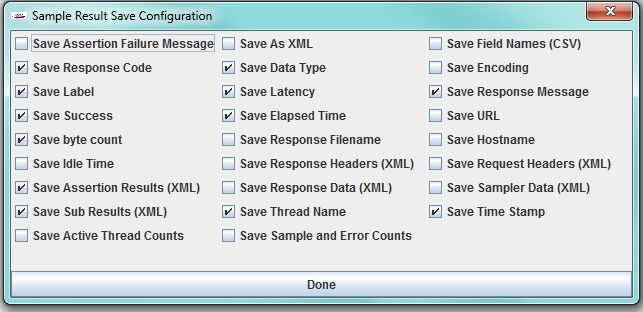 Sample Result Save Configuration
Save Assertion Failure Message Save As XML Save Field Names (CSV)
Save Response Code Save Data Type Save Encoding
Save Label Save Latency Save Response Message
Save Success Save Elapsed Time Save URL
Save byte count Save Response Filename Save Hostname
Save Idle Time Save Response Headers (XML) Save Request Headers (XML)
Save Assertion Results (XML) Save Response Data (XML) Save Sampler Data (XML)
Save Sub Results (XML) Save Thread Name Save Time Stamp
Save Active Thread Counts Save Sample and Error Counts
Done